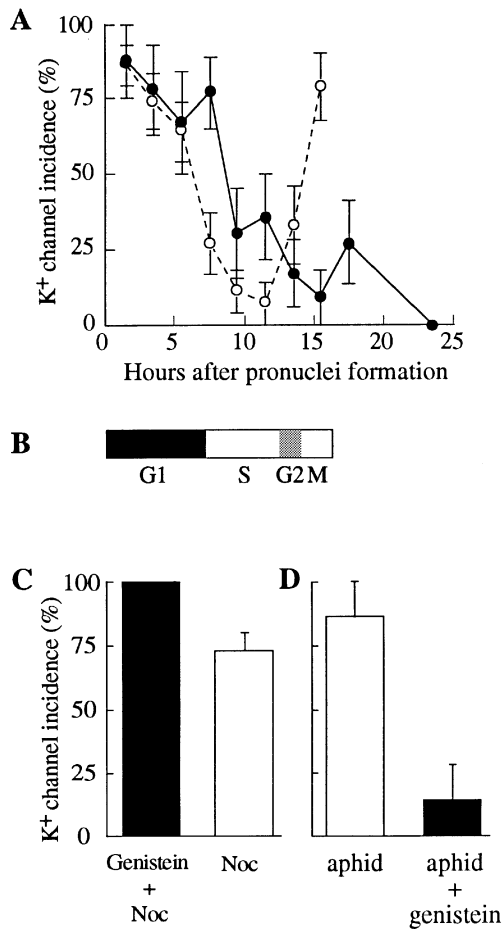 A
K+ channel incidence (%)
100
75
50
25
0
0 5 10 15 20 25
Hours after pronuclei formation
B
G1 S G2 M
C
K+ channel incidence (%)
100
75
50
25
0
Genistein + Noc
Noc
D
aphid
aphid + genistein